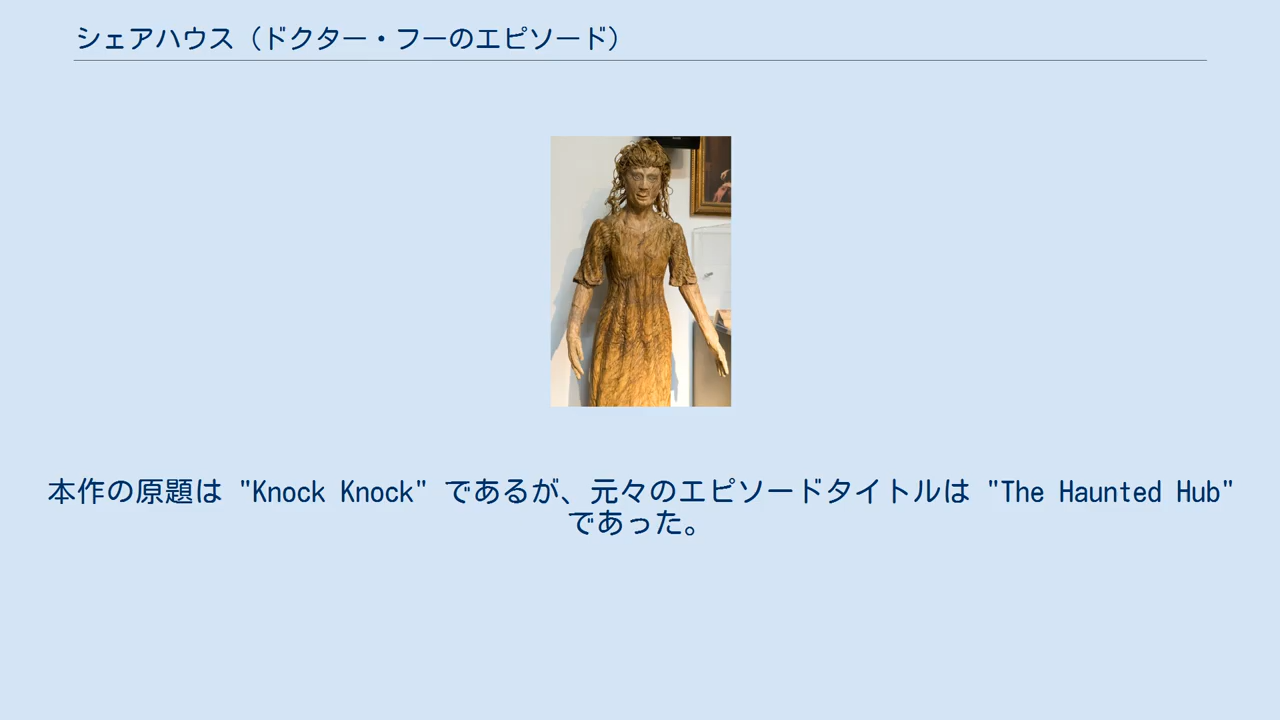 シェアハウス（ドクター・フーのエピソード）
本作の原題は "Knock Knock" であるが、元々のエピソードタイトルは "The Haunted Hub"
であった。